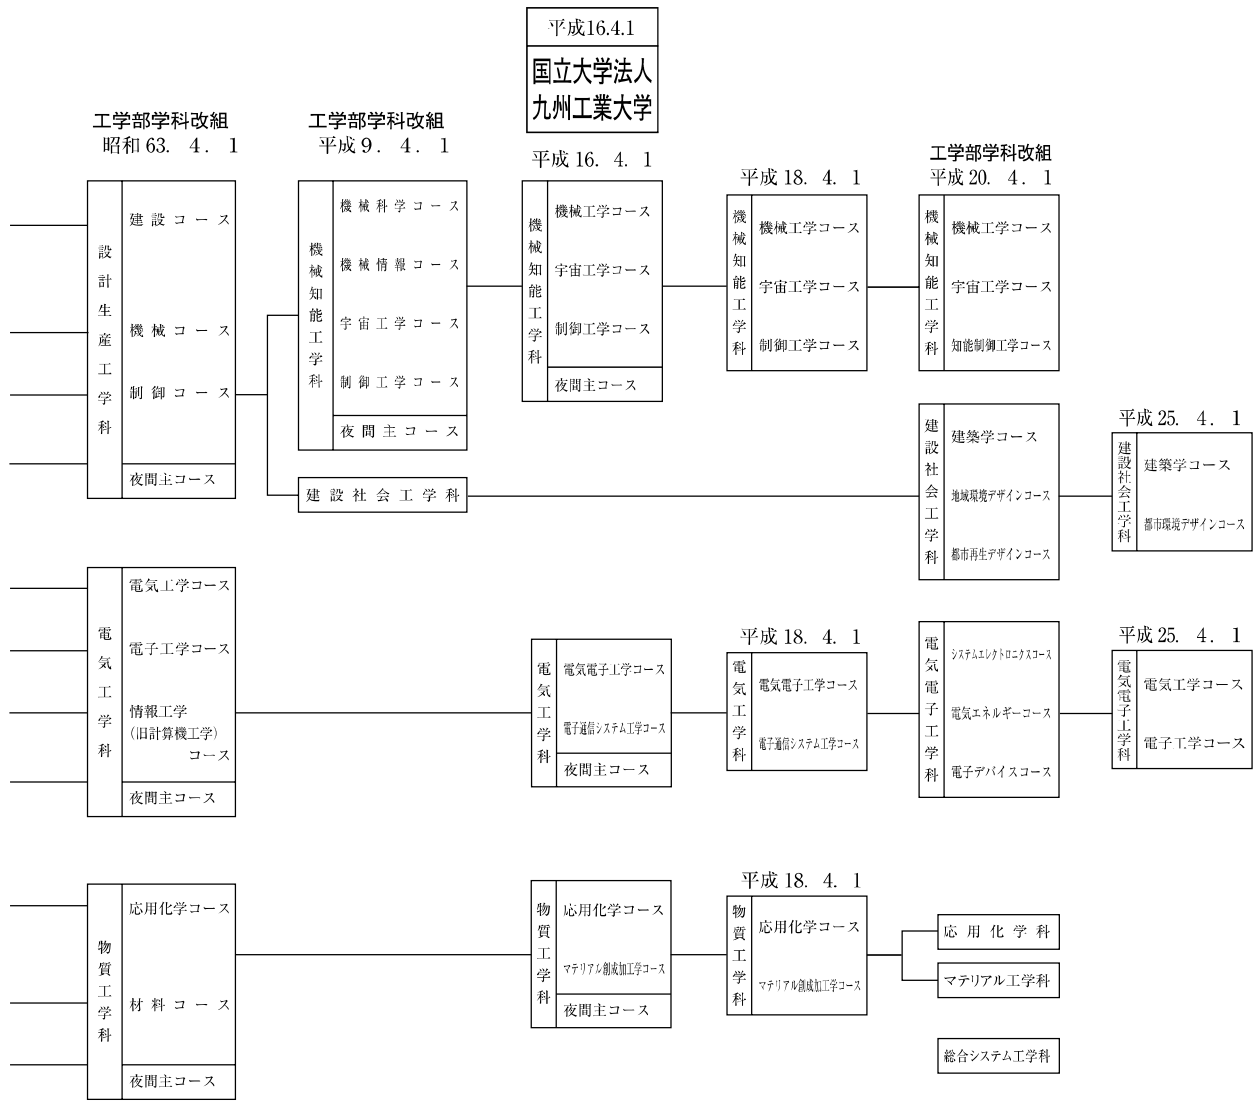 平成16.4.1
国立大学法人
九州工業大学
工学部学科改組
昭和 63. 4. 1
設計生産工学科
建設コース
機械コース
制御コース
夜間主コース
電気工学科
電気工学コース
電子工学コース
情報工学
(旧計算機工学)
コース
夜間主コース
物質工学科
応用化学コース
材料コース
夜間主コース
工学部学科改組
平成 9. 4. 1
機械知能工学科
機械科学コース
機械情報コース
宇宙工学コース
制御工学コース
夜間主コース
建設社会工学科
平成 16. 4. 1
機械知能工学科
機械工学コース
宇宙工学コース
制御工学コース
夜間主コース
電気工学科
電気電子工学コース
電子通信システム工学コース
夜間主コース
物質工学科
応用化学コース
マテリアル創成加工学コース
夜間主コース
平成 18. 4. 1
機械知能工学科
機械工学コース
宇宙工学コース
制御工学コース
平成 18. 4. 1
電気工学科
電気電子工学コース
電子通信システム工学コース
平成 18. 4. 1
物質工学科
応用化学コース
マテリアル創成加工学コース
工学部学科改組
平成 20. 4. 1
機械知能工学科
機械工学コース
宇宙工学コース
知能制御工学コース
建設社会工学科
建築学コース
地域環境デザインコース
都市再生デザインコース
電気電子工学科
システムエレクトロニクスコース
電気エネルギーコース
電子デバイスコース
応用化学科
マテリアル工学科
総合システム工学科
平成 25. 4. 1
建設社会工学科
建築学コース
都市環境デザインコース
平成 25. 4. 1
電気電子工学科
電気工学コース
電子工学コース